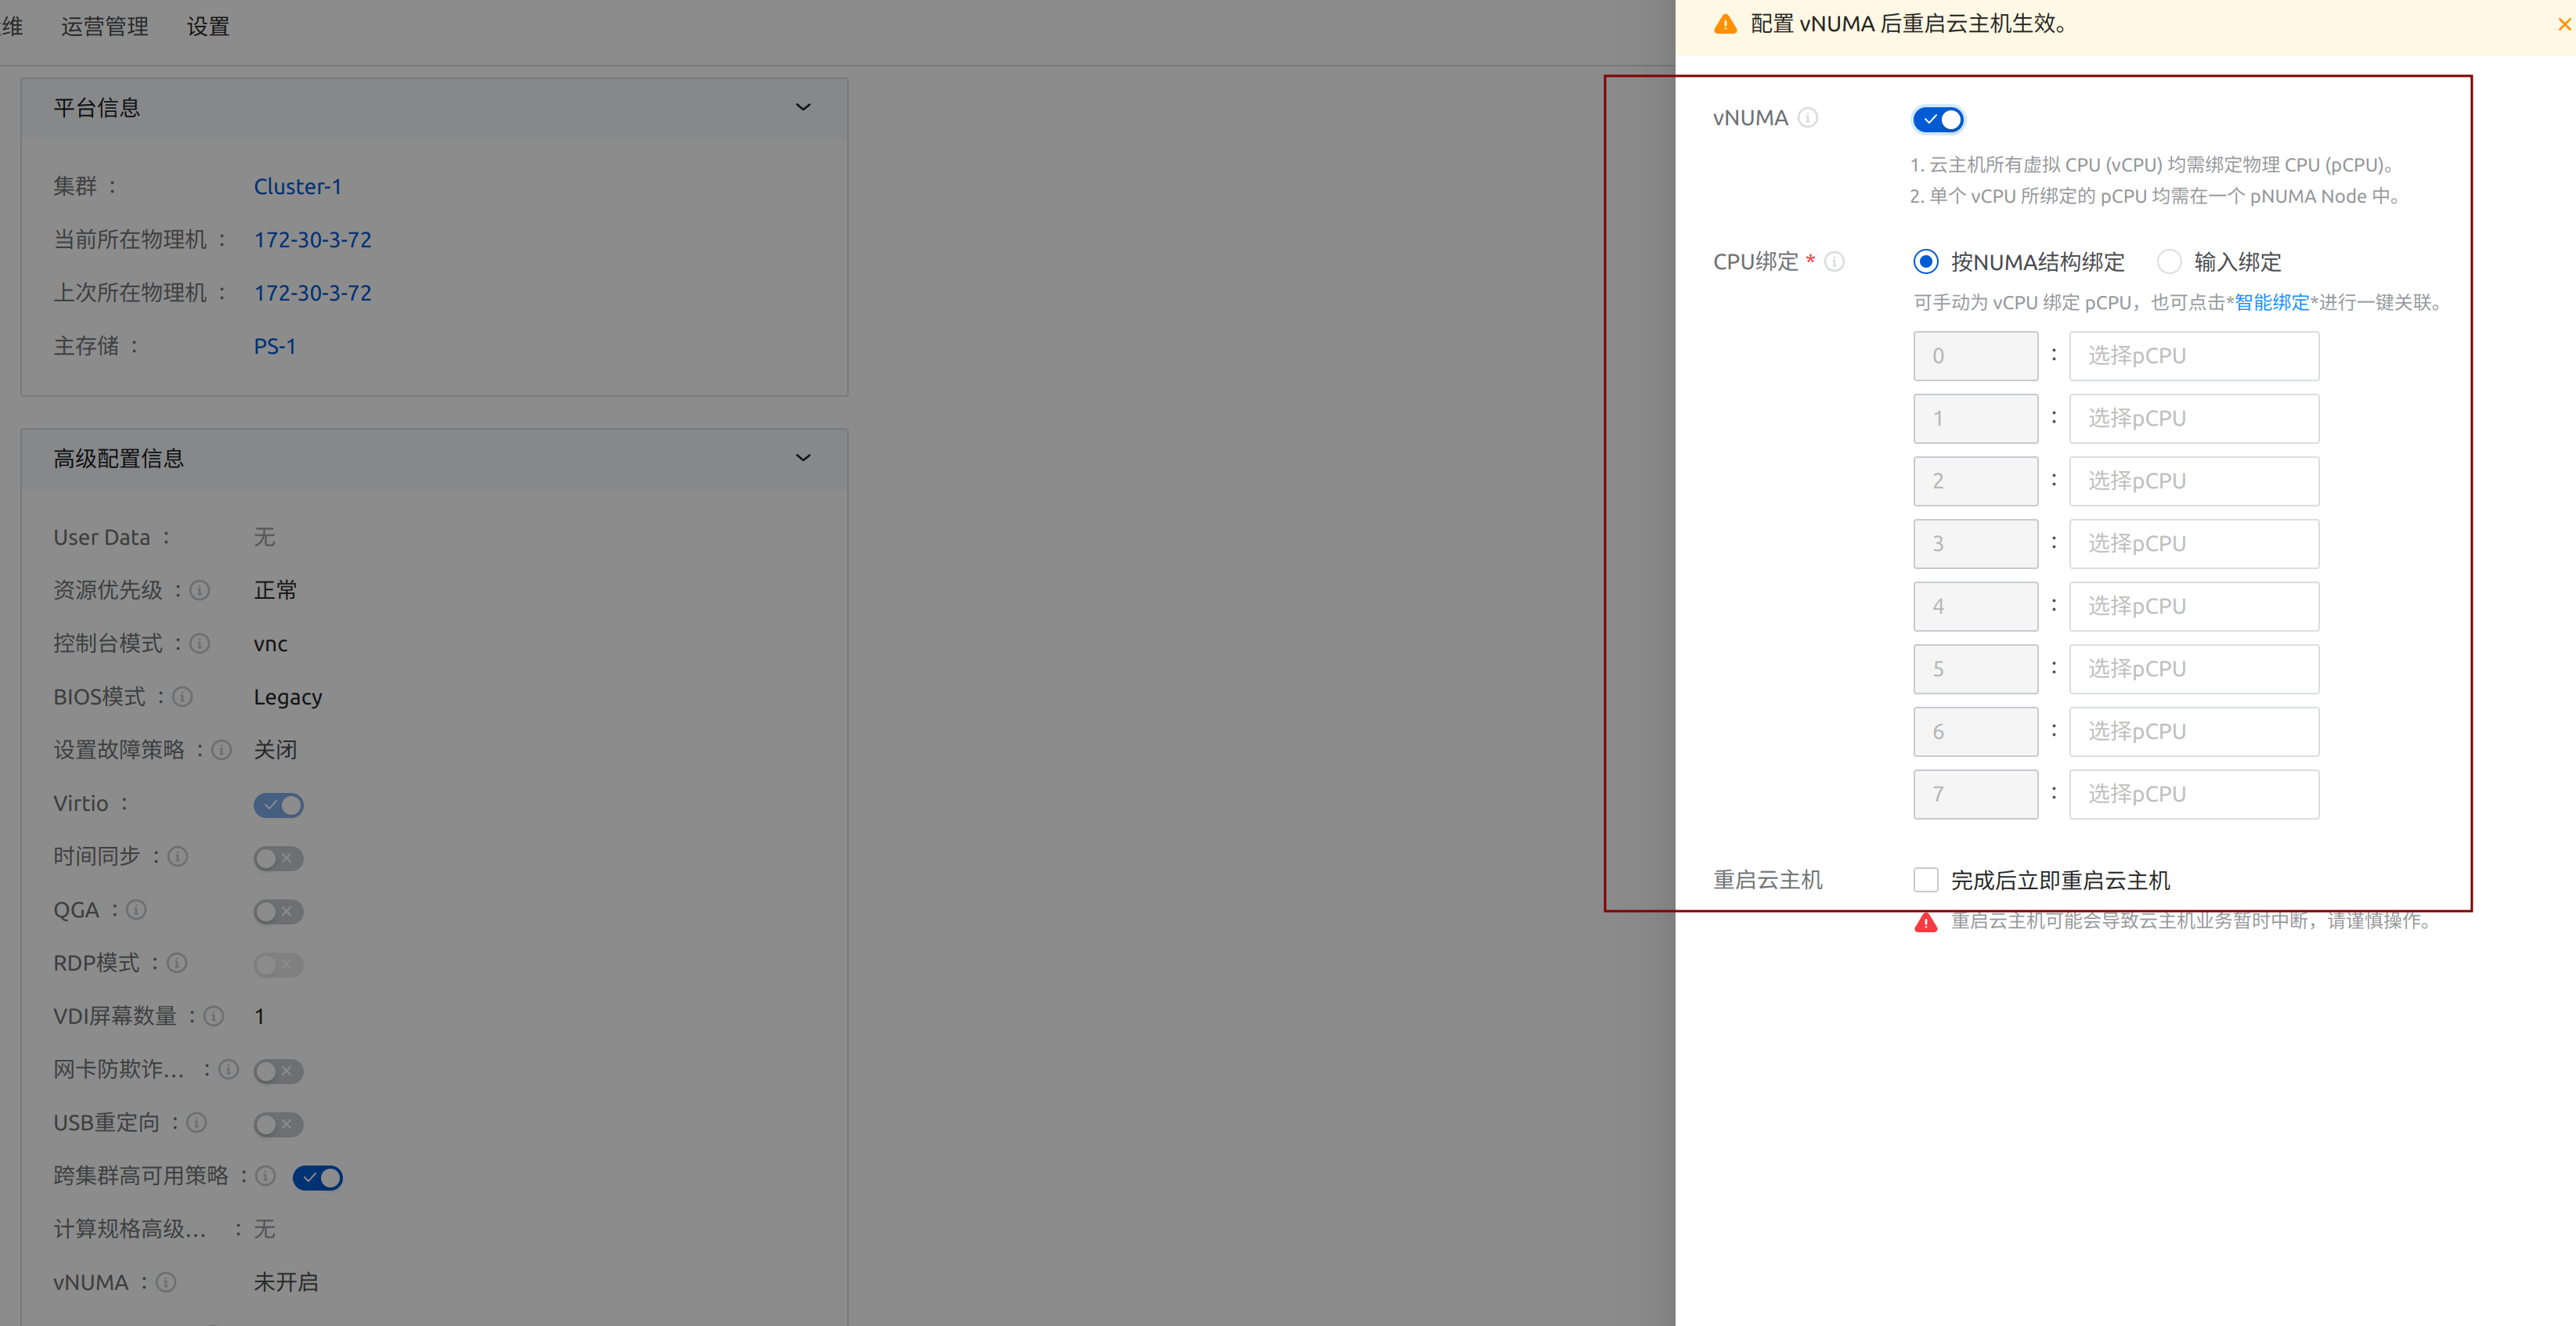 维 运营管理 设置
平台信息
集群 : Cluster-1
当前所在物理机 : 172-30-3-72
上次所在物理机 : 172-30-3-72
主存储 : PS-1
高级配置信息
User Data : 无
资源优先级 : 正常
控制台模式 : vnc
BIOS模式 : Legacy
设置故障策略 : 关闭
Virtio :
时间同步 :
QGA :
RDP模式 :
VDI屏幕数量 : 1
网卡防欺诈... :
USB重定向 :
跨集群高可用策略 :
计算规格高级... : 无
vNUMA : 未开启
配置 vNUMA 后重启云主机生效。
vNUMA
1. 云主机所有虚拟 CPU (vCPU) 均需绑定物理 CPU (pCPU)。
2. 单个 vCPU 所绑定的 pCPU 均需在一个 pNUMA Node 中。
CPU绑定 * 按NUMA结构绑定 输入绑定
可手动为 vCPU 绑定 pCPU，也可点击*智能绑定*进行一键关联。
0 : 选择pCPU
1 : 选择pCPU
2 : 选择pCPU
3 : 选择pCPU
4 : 选择pCPU
5 : 选择pCPU
6 : 选择pCPU
7 : 选择pCPU
重启云主机 完成后立即重启云主机
重启云主机可能会导致云主机业务暂时中断，请谨慎操作。